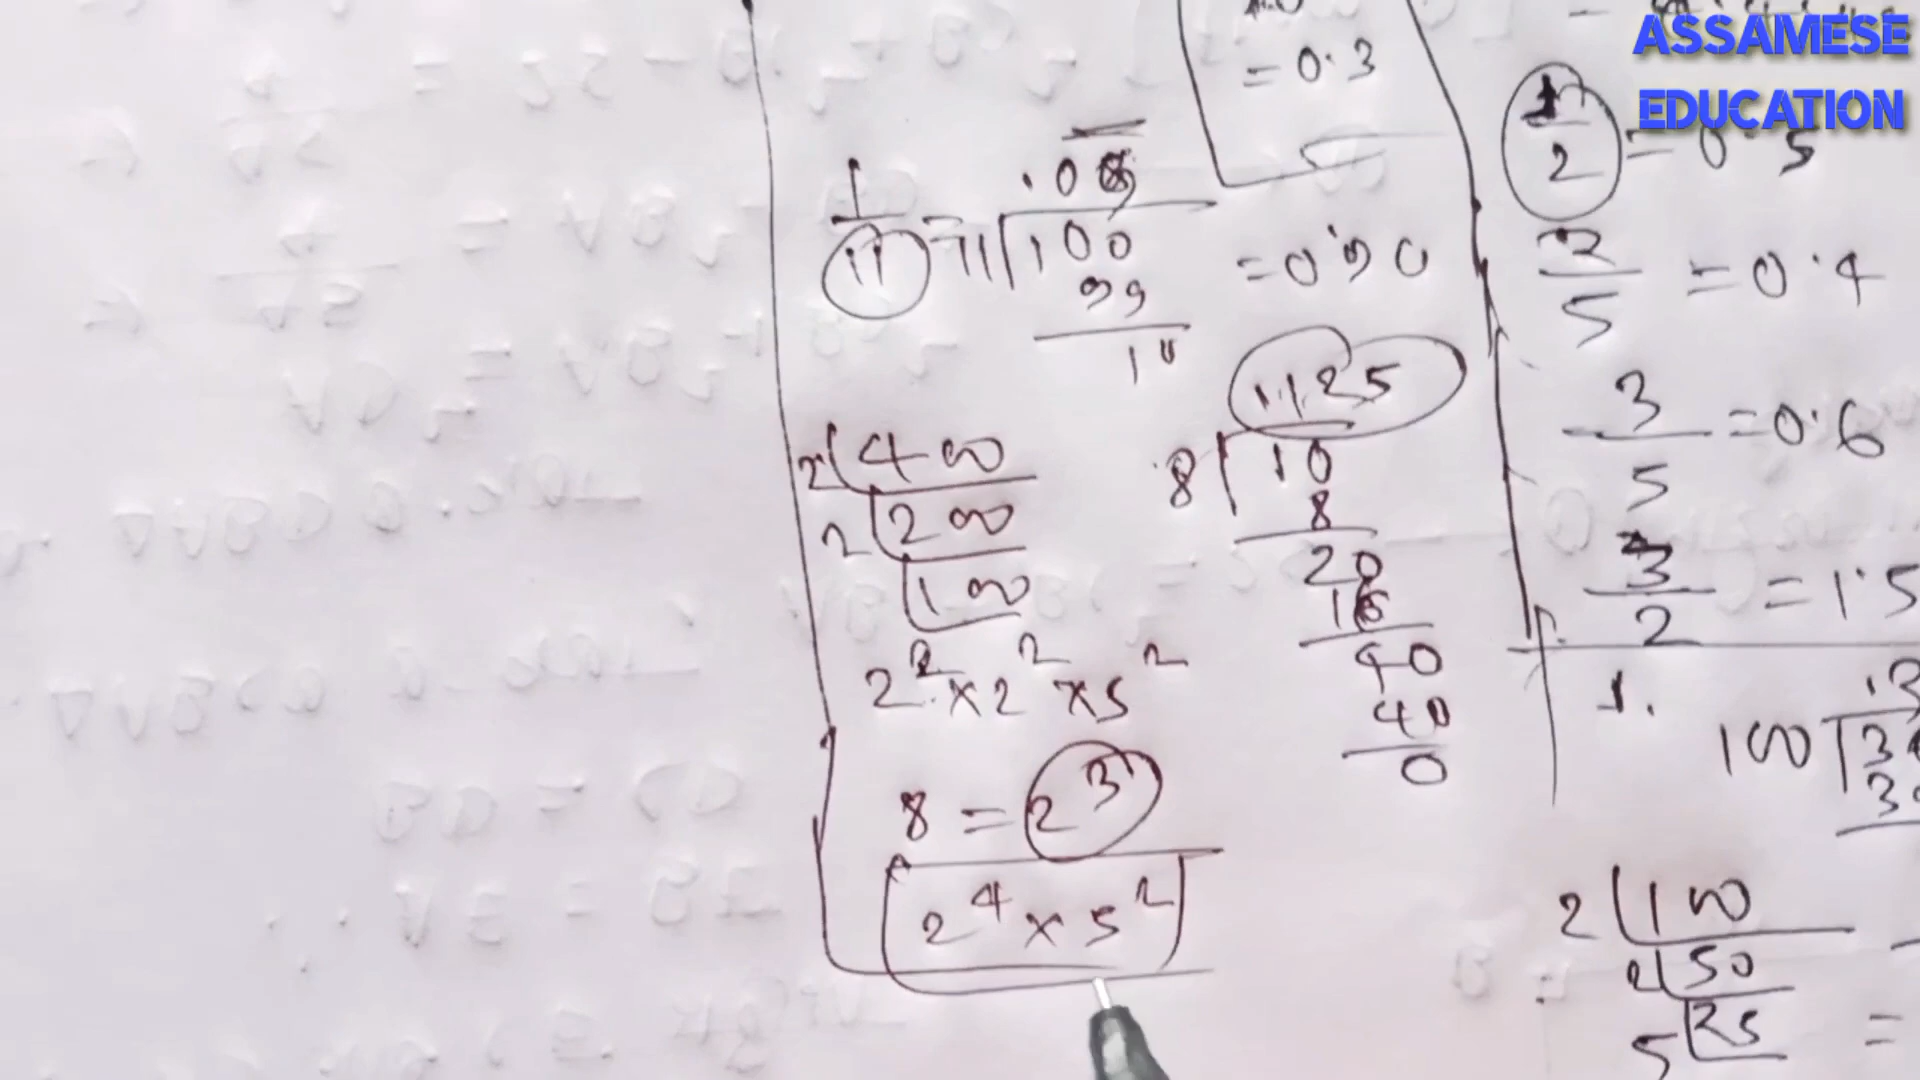 ASSAMESE
EDUCATION
= 0.3
.09
1/11 = 11 100
99
1
= 0.90
2 400
2 200
100
2² × 2² × 5²
8 = 2³
2⁴ × 5²
1.125
8 10
8
20
16
40
40
0
1/2 = 0.5
2/5 = 0.4
3/5 = 0.6
3/2 = 1.5
1.
100
2 100
2 50
5 25
=